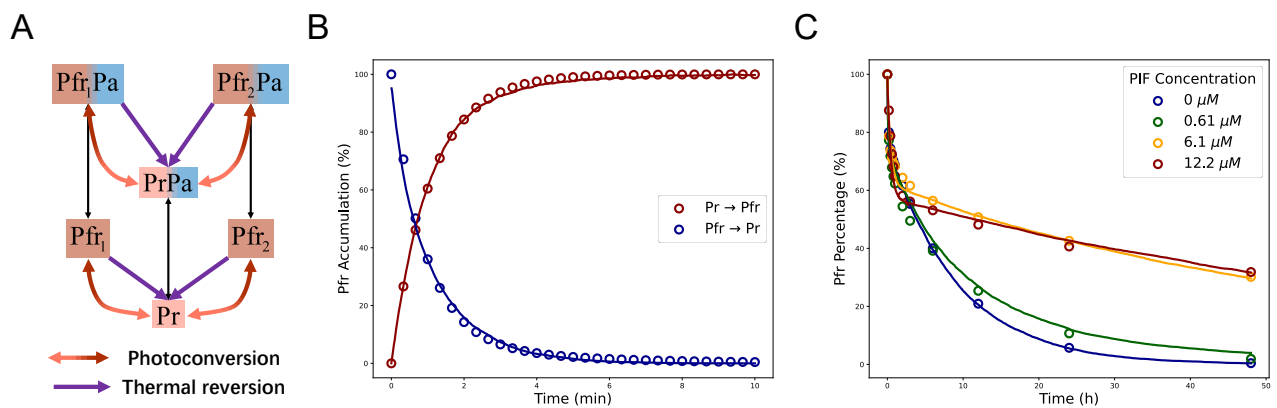 A
Pfr₁Pa
Pfr₂Pa
PrPa
Pfr₁
Pfr₂
Pr
Photoconversion
Thermal reversion
B
Pfr Accumulation (%)
100
80
60
40
20
0
Pr → Pfr
Pfr → Pr
0 2 4 6 8 10
Time (min)
C
Pfr Percentage (%)
100
80
60
40
20
0
PIF Concentration
0 μM
0.61 μM
6.1 μM
12.2 μM
0 10 20 30 40 50
Time (h)